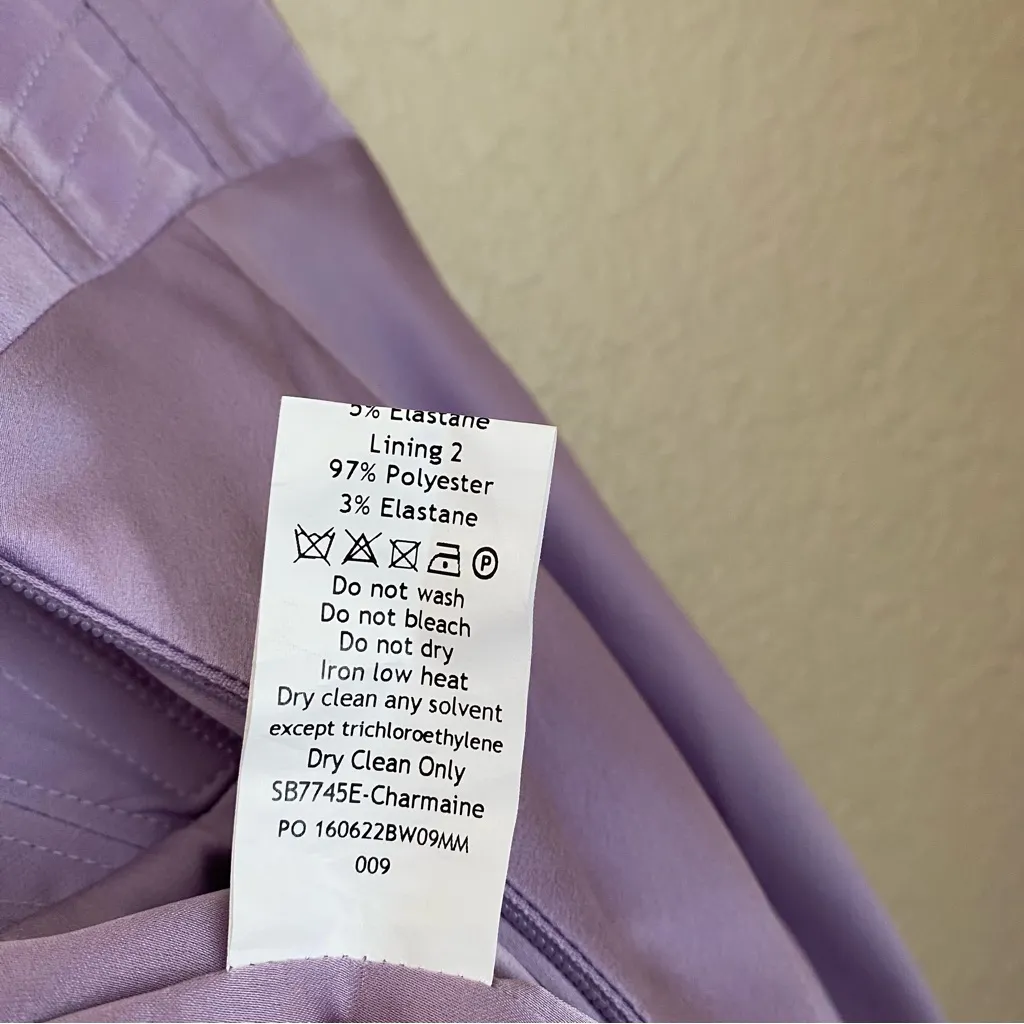 5% Elastane
Lining 2
97% Polyester
3% Elastane
P
Do not wash
Do not bleach
Do not dry
Iron low heat
Dry clean any solvent
except trichloroethylene
Dry Clean Only
SB7745E-Charmaine
PO 160622BW09MM
009